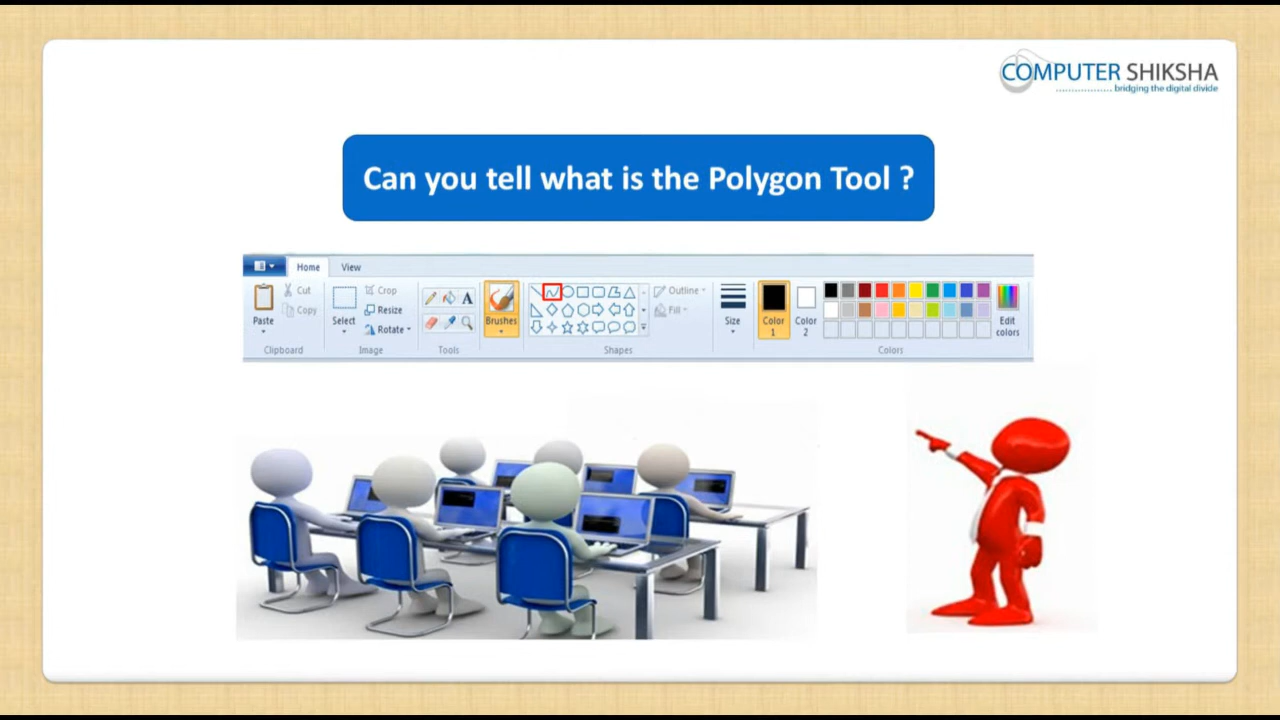 COMPUTER SHIKSHA
bridging the digital divide
Can you tell what is the Polygon Tool ?
Home View
Paste
Cut
Copy
Clipboard
Select
Crop
Resize
Rotate
Image
A
Tools
Brushes
Shapes
Outline
Fill
Size
Color 1
Color 2
Edit colors
Colors